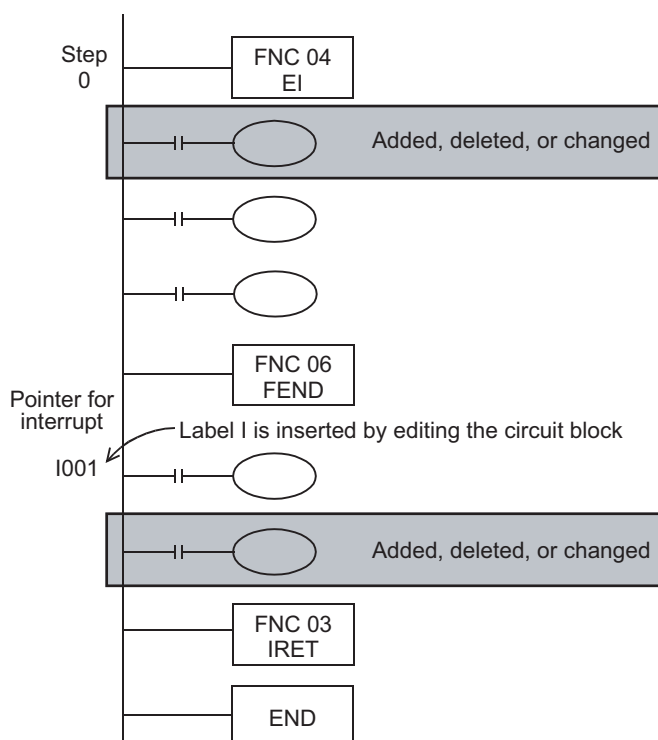 Step
0
FNC 04
EI
Added, deleted, or changed
FNC 06
FEND
Pointer for
interrupt
Label I is inserted by editing the circuit block
I001
Added, deleted, or changed
FNC 03
IRET
END